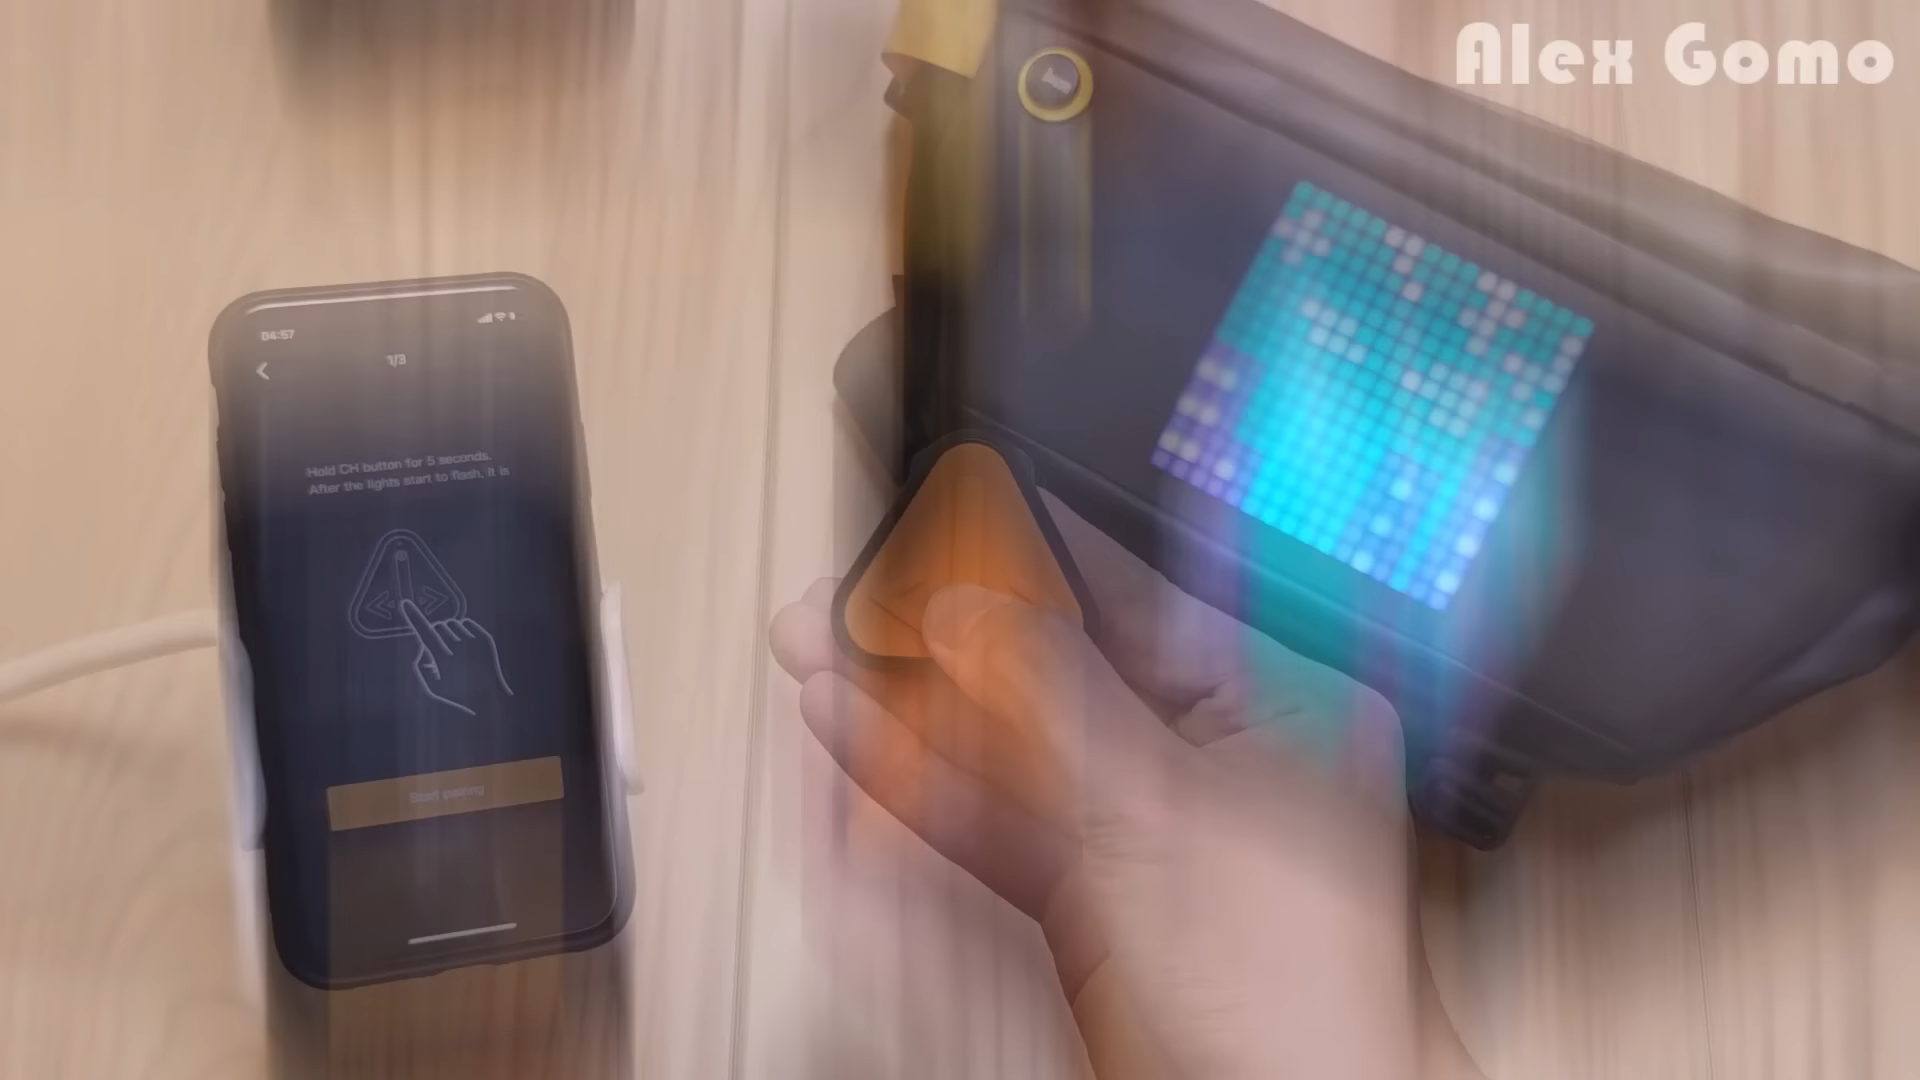 Alex Gomo
04:57
1/3
Hold CH button for 5 seconds.
After the lights start to flash, it is
Start pairing